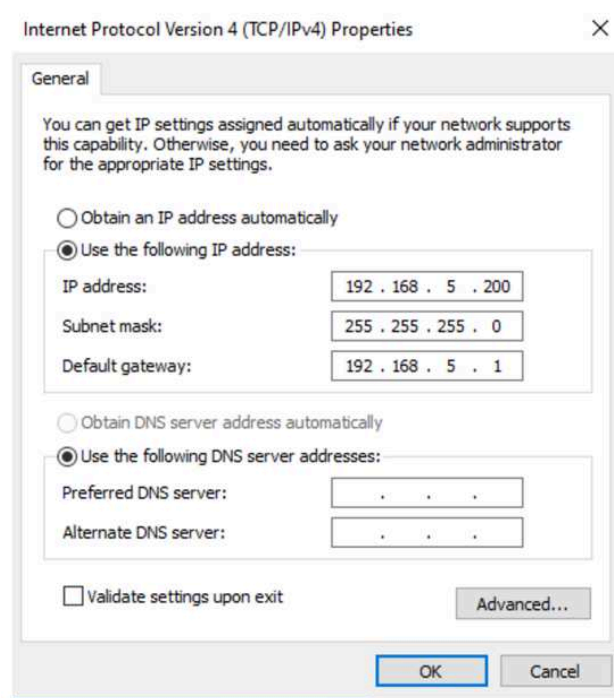 Internet Protocol Version 4 (TCP/IPv4) Properties
General
You can get IP settings assigned automatically if your network supports
this capability. Otherwise, you need to ask your network administrator
for the appropriate IP settings.
Obtain an IP address automatically
Use the following IP address:
IP address: 192 . 168 . 5 . 200
Subnet mask: 255 . 255 . 255 . 0
Default gateway: 192 . 168 . 5 . 1
Obtain DNS server address automatically
Use the following DNS server addresses:
Preferred DNS server: . . .
Alternate DNS server: . . .
Validate settings upon exit
Advanced...
OK Cancel